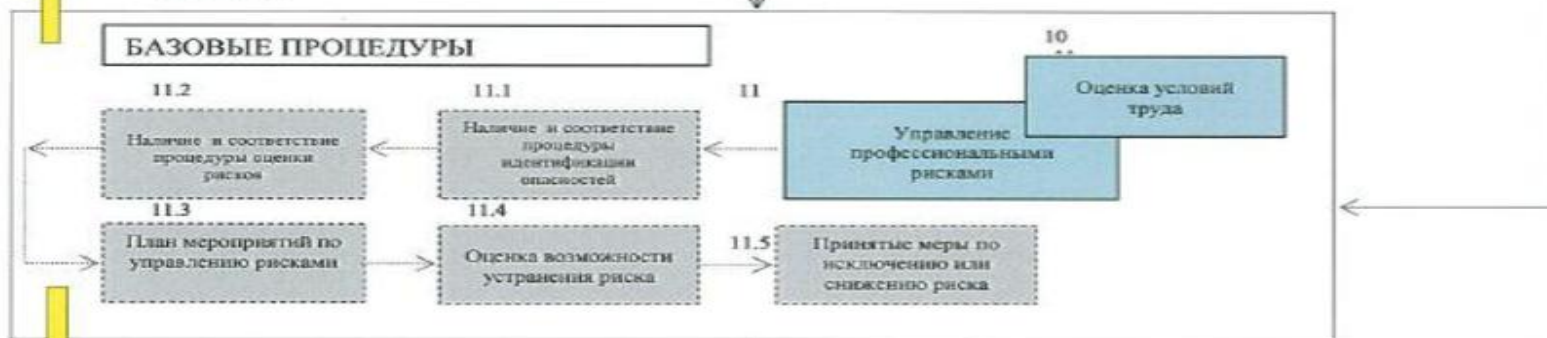 БАЗОВЫЕ ПРОЦЕДУРЫ
10
Оценка условий
труда
11.2
11.1
11
Наличие и соответствие
процедуры оценки
рисков
Наличие и соответствие
процедуры
идентификации
опасностей
Управление
профессиональными
рисками
11.3
11.4
План мероприятий по
управлению рисками
Оценка возможности
устранения риска
11.5
Принятые меры по
исключению или
снижению риска